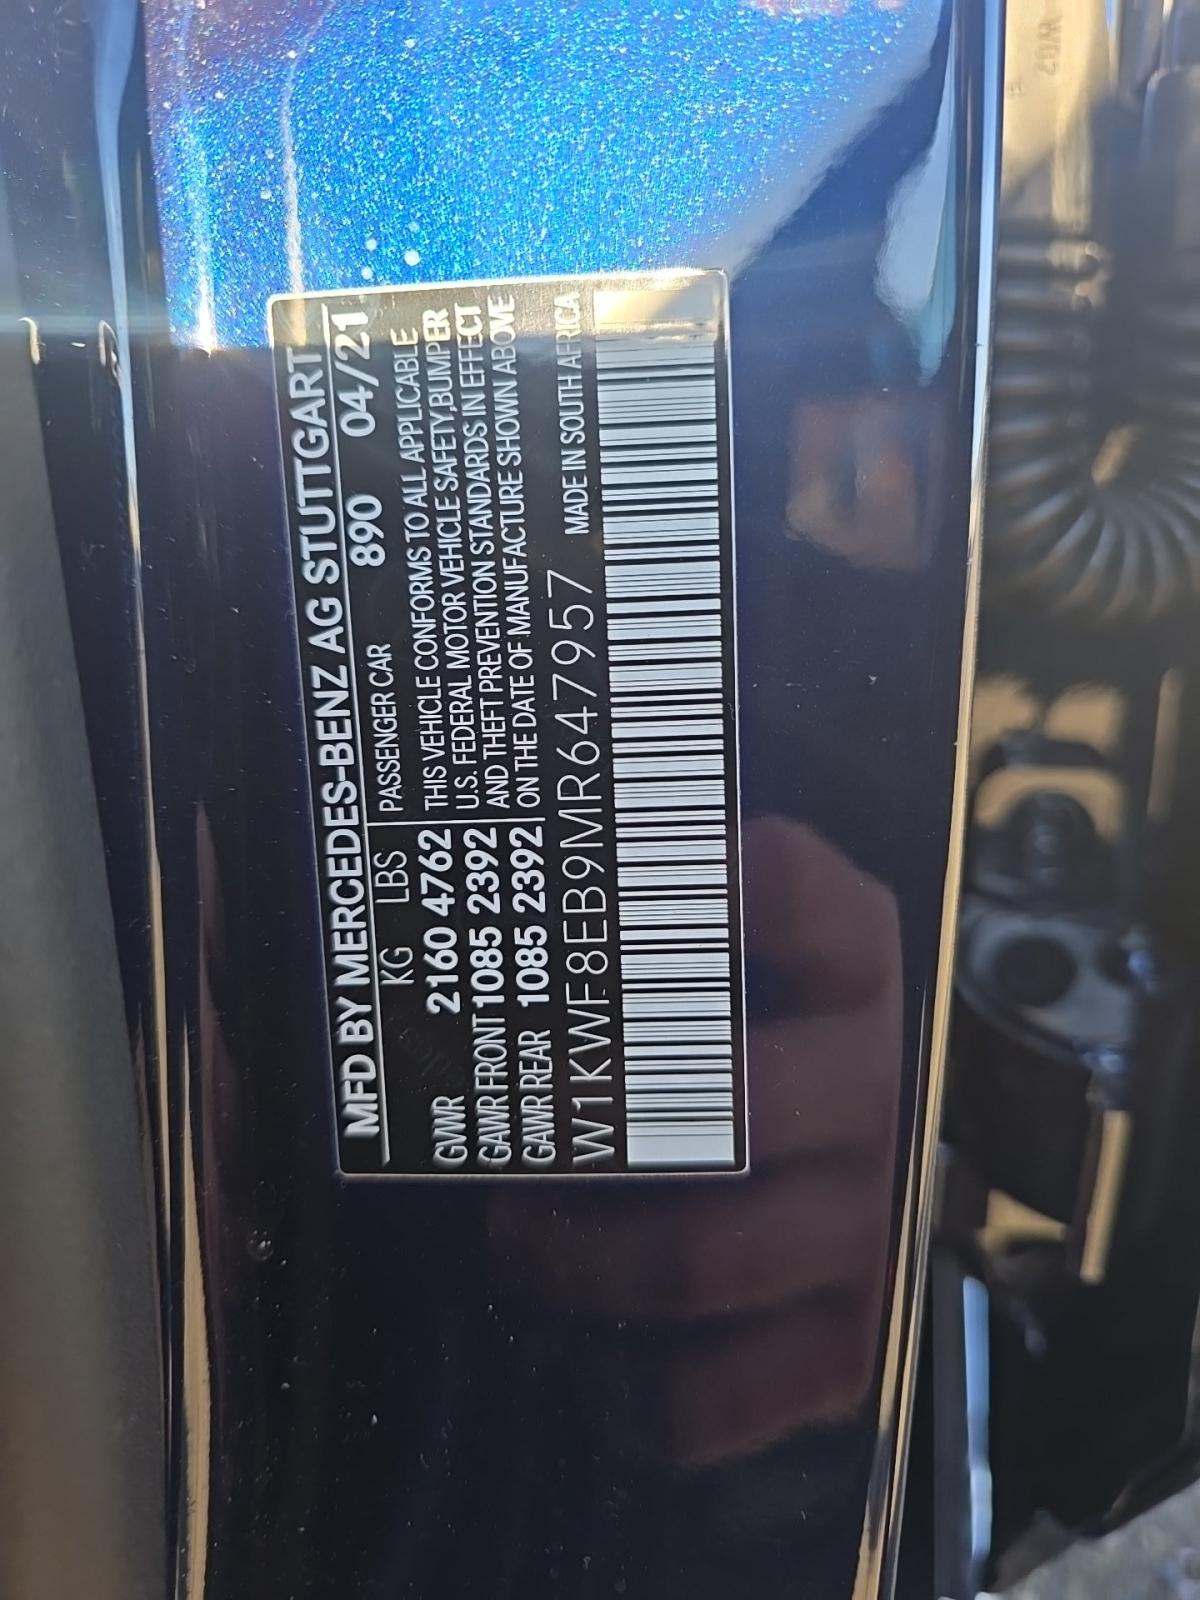 MFD BY MERCEDES-BENZ AG STUTTGART
KG LBS PASSENGER CAR 890 04/21
GWR 2160 4762 THIS VEHICLE CONFORMS TO ALL APPLICABLE
GAWR FRONT 1085 2392 U.S. FEDERAL MOTOR VEHICLE SAFETY,BUMPER
GAWR REAR 1085 2392 AND THEFT PREVENTION STANDARDS IN EFFECT
ON THE DATE OF MANUFACTURE SHOWN ABOVE
W1KWF8EB9MR647957 MADE IN SOUTH AFRICA